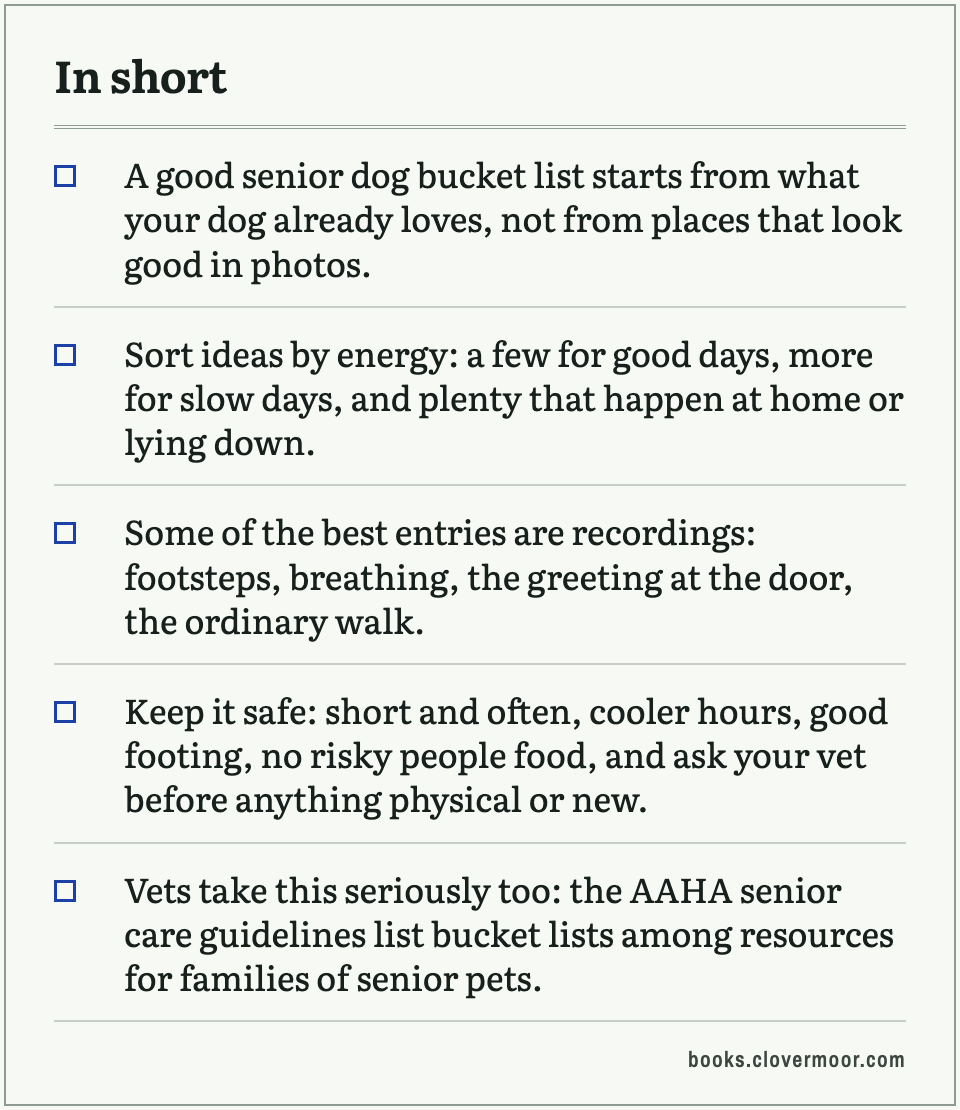 In short
A good senior dog bucket list starts from what
your dog already loves, not from places that look
good in photos.
Sort ideas by energy: a few for good days, more
for slow days, and plenty that happen at home or
lying down.
Some of the best entries are recordings:
footsteps, breathing, the greeting at the door,
the ordinary walk.
Keep it safe: short and often, cooler hours, good
footing, no risky people food, and ask your vet
before anything physical or new.
Vets take this seriously too: the AAHA senior
care guidelines list bucket lists among resources
for families of senior pets.
books.clovermoor.com